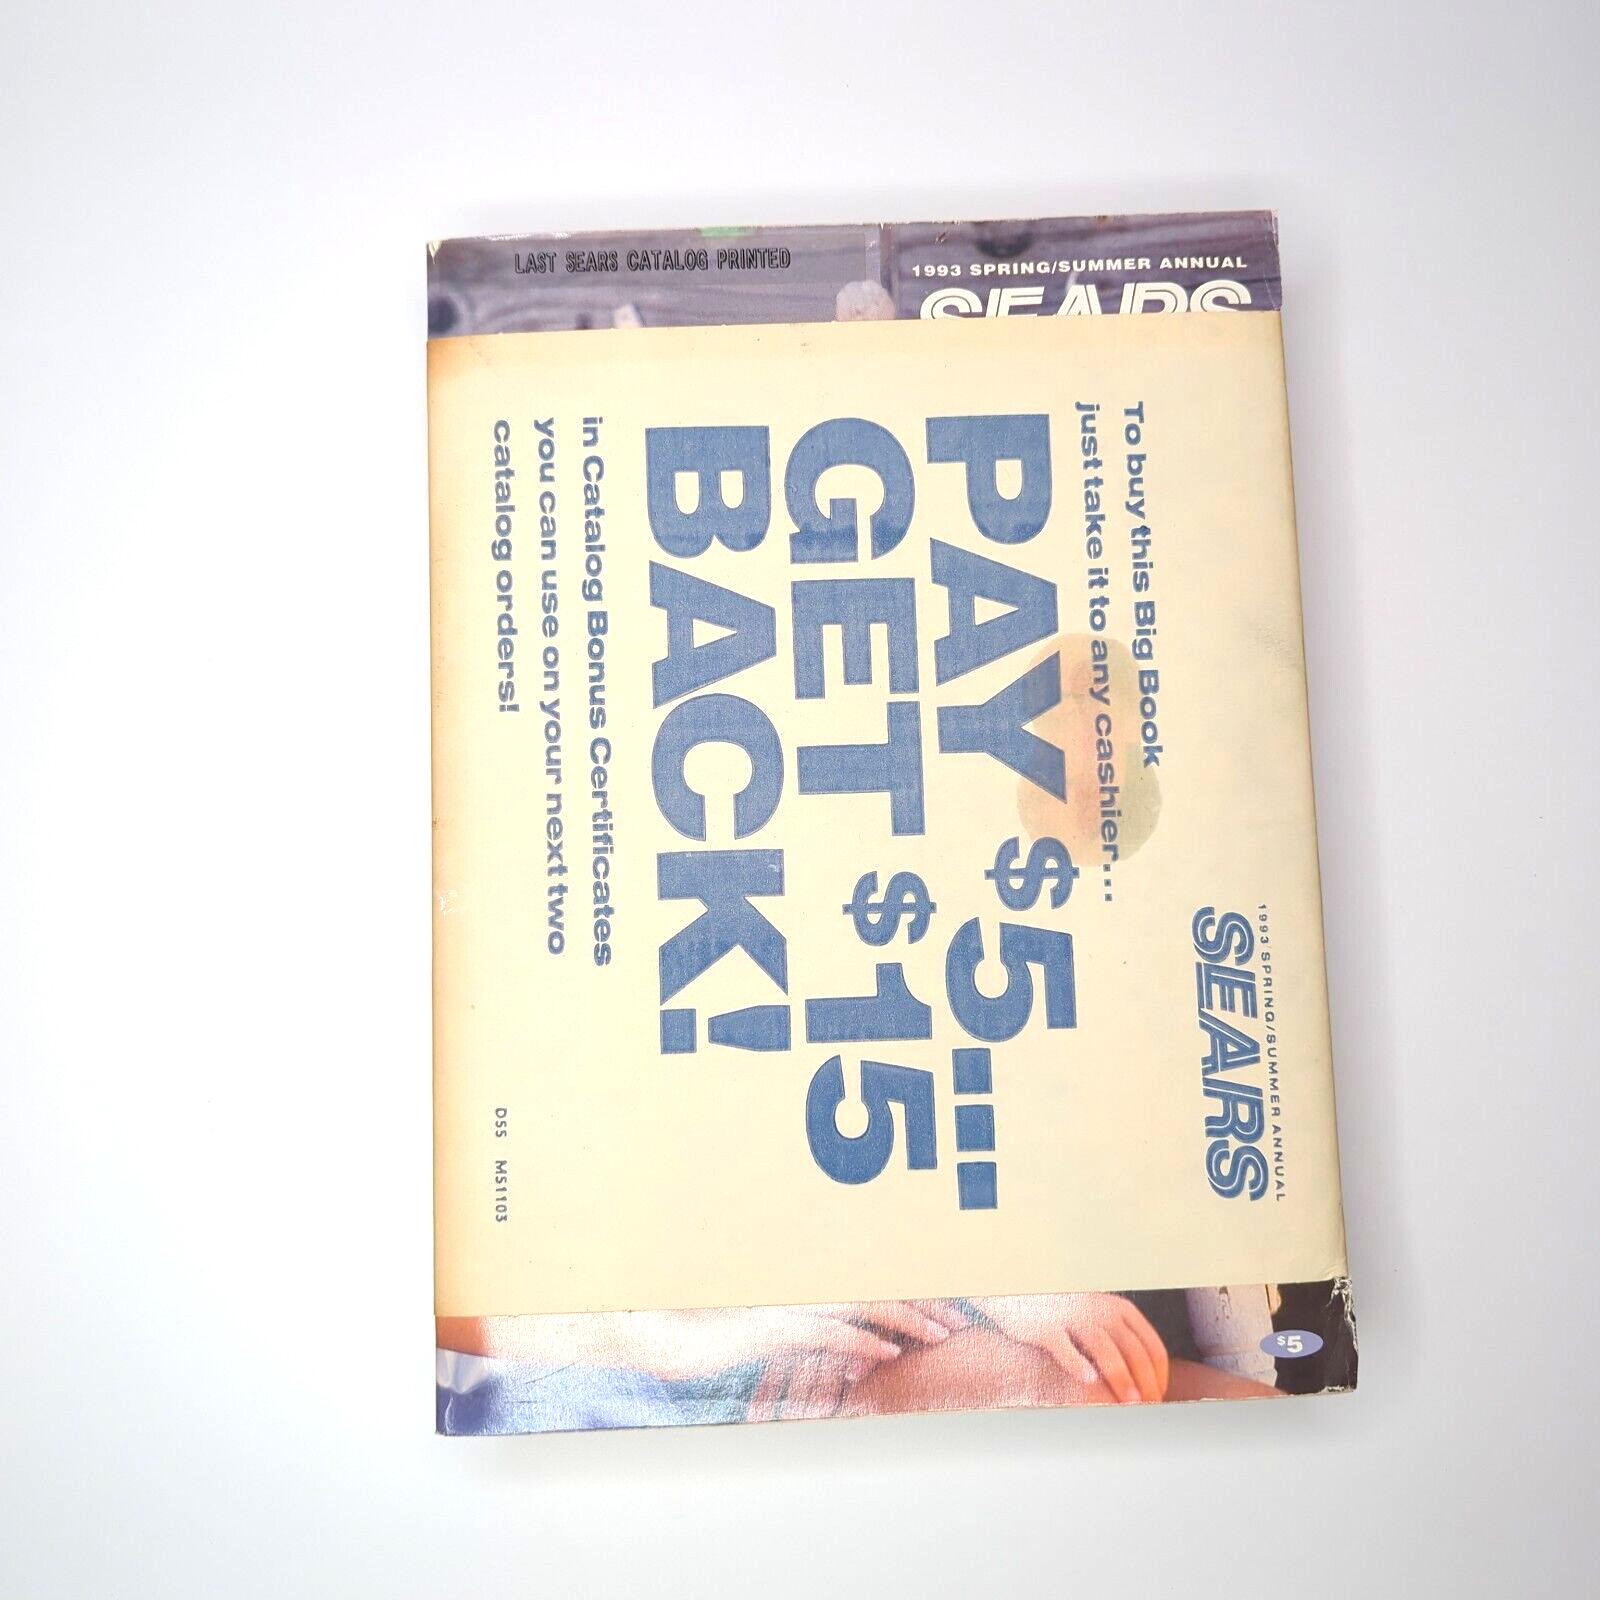 LAST SEARS CATALOG PRINTED
1993 SPRING/SUMMER ANNUAL
SEARS
1993 SPRING/SUMMER ANNUAL
SEARS
To buy this Big Book
just take it to any cashier...
PAY $5...
GET $15
BACK!
in Catalog Bonus Certificates
you can use on your next two
catalog orders!
DSS M51103
$5